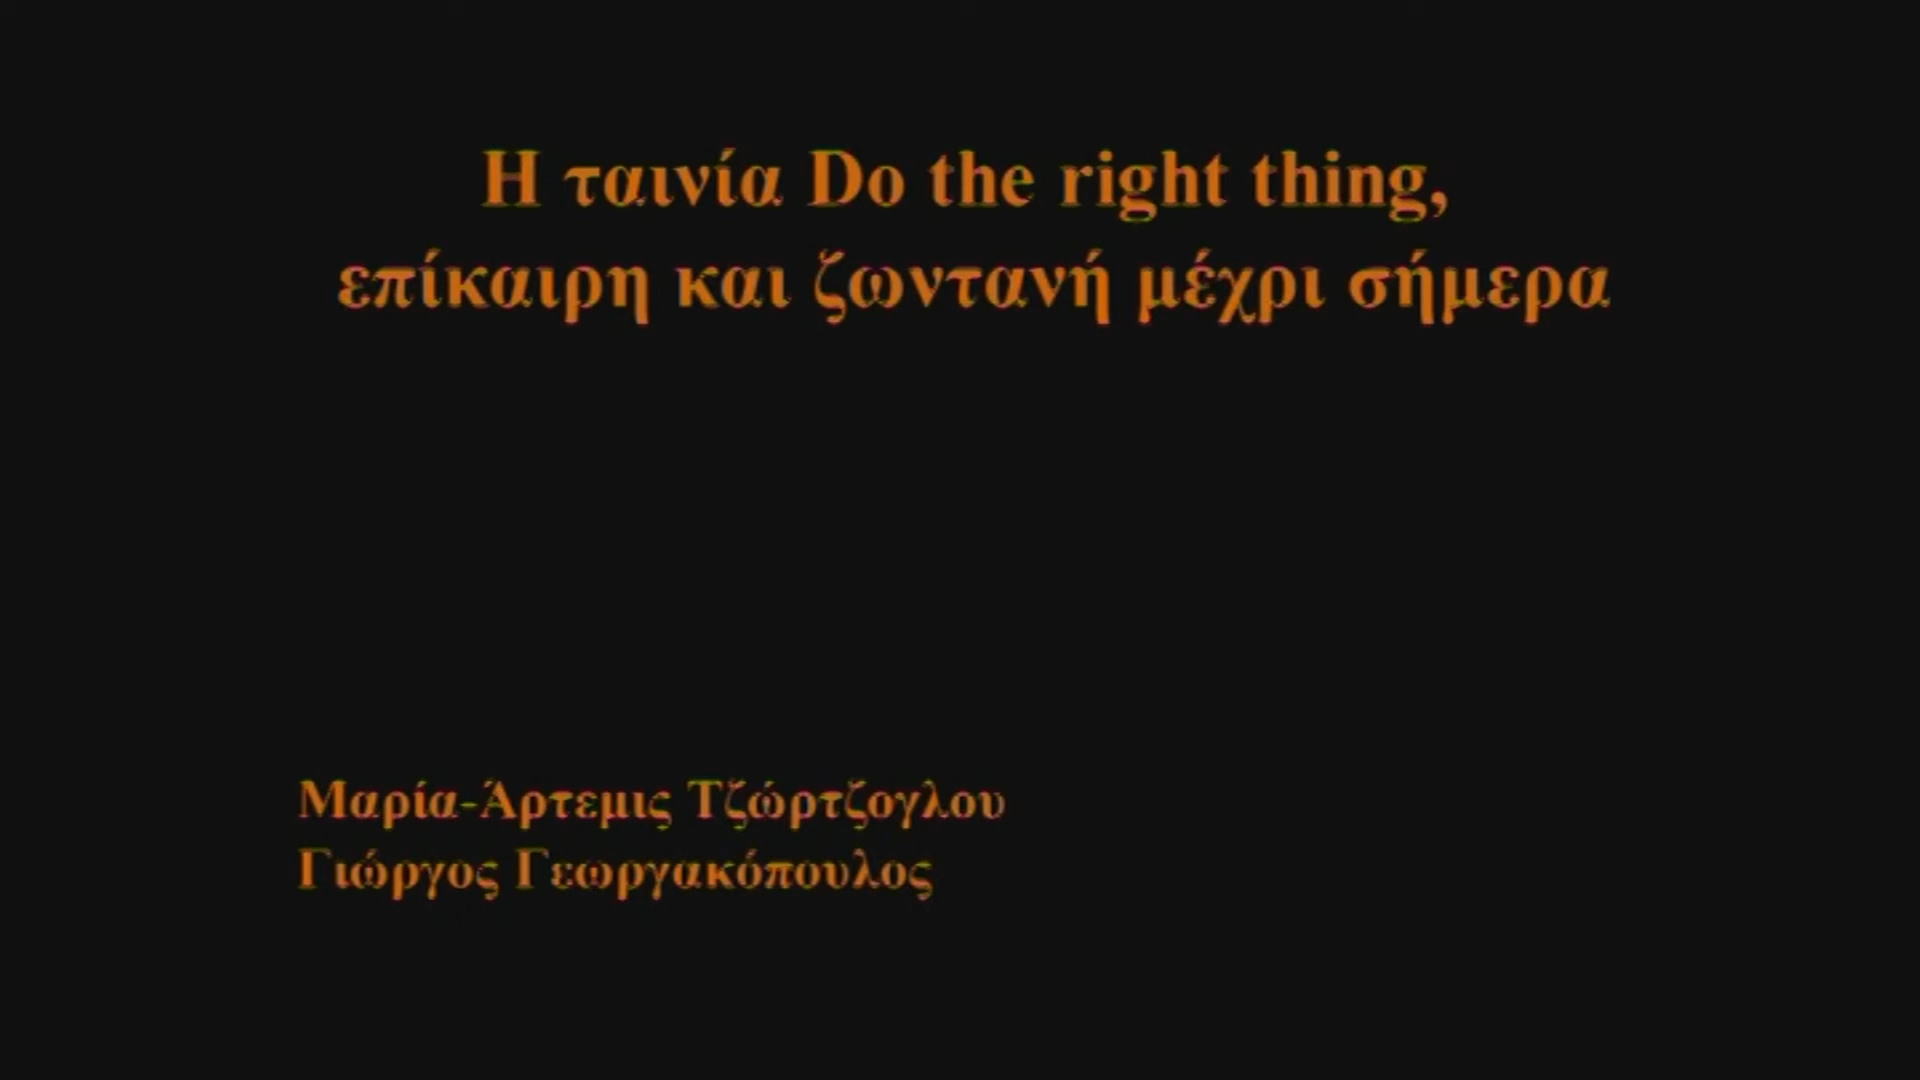 Η ταινία Do the right thing,
επίκαιρη και ζωντανή μέχρι σήμερα
Μαρία-Άρτεμις Τζώρτζογλου
Γιώργος Γεωργακόπουλος